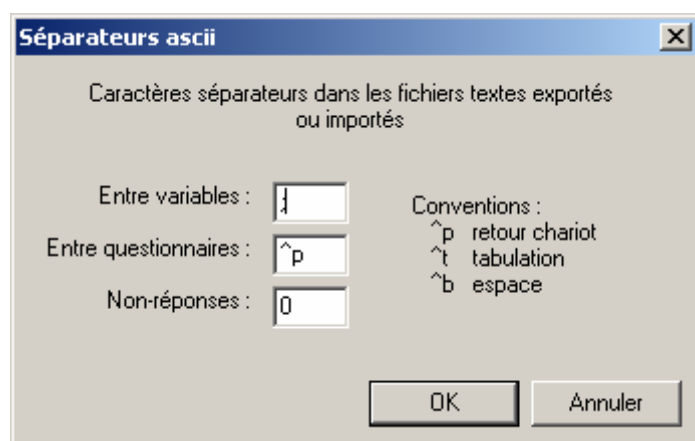 Séparateurs ascii
Caractères séparateurs dans les fichiers textes exportés
ou importés
Entre variables : ;
Entre questionnaires : ^p
Non-réponses : 0
Conventions :
^p retour chariot
^t tabulation
^b espace
OK Annuler